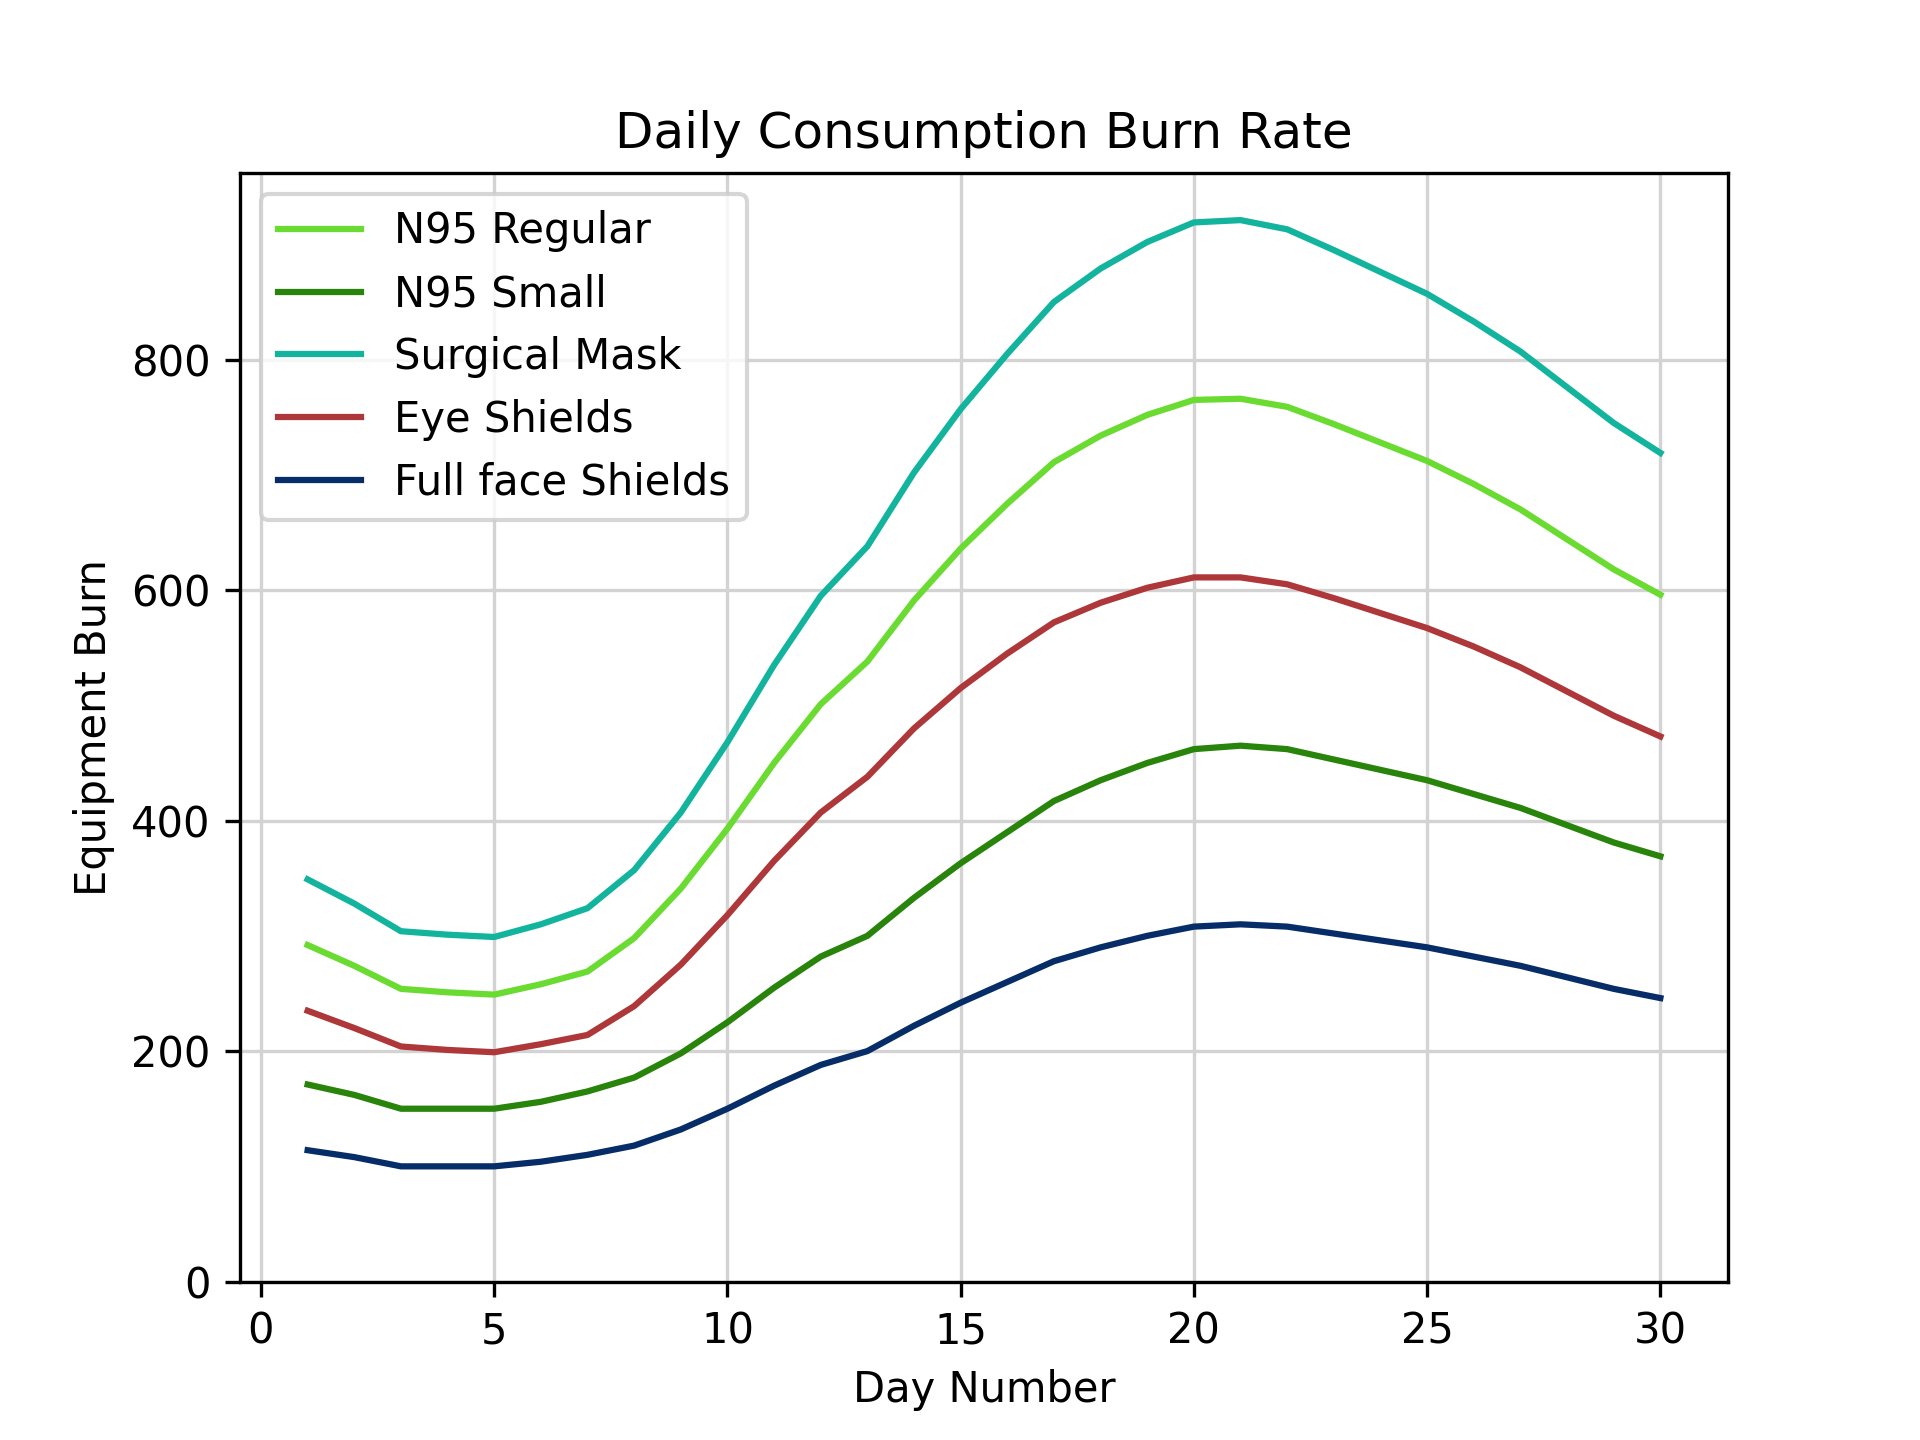 Daily Consumption Burn Rate
N95 Regular
N95 Small
Surgical Mask
Eye Shields
Full face Shields
800
600
400
200
0
Equipment Burn
0 5 10 15 20 25 30
Day Number